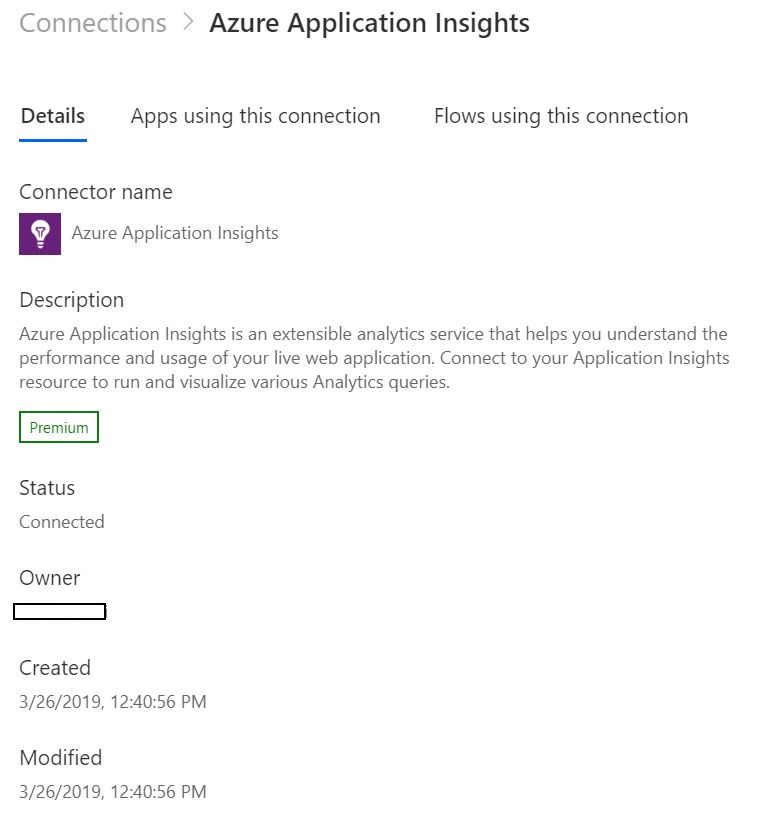 Connections > Azure Application Insights
Details Apps using this connection Flows using this connection
Connector name
Azure Application Insights
Description
Azure Application Insights is an extensible analytics service that helps you understand the
performance and usage of your live web application. Connect to your Application Insights
resource to run and visualize various Analytics queries.
Premium
Status
Connected
Owner
Created
3/26/2019, 12:40:56 PM
Modified
3/26/2019, 12:40:56 PM